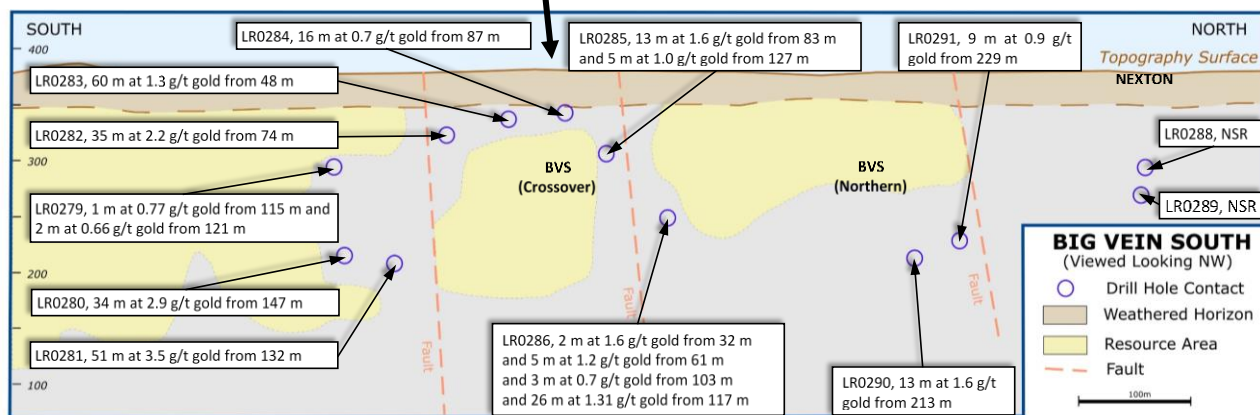 SOUTH
NORTH
400
300
200
100
LR0284, 16 m at 0.7 g/t gold from 87 m
LR0285, 13 m at 1.6 g/t gold from 83 m
and 5 m at 1.0 g/t gold from 127 m
LR0291, 9 m at 0.9 g/t
gold from 229 m
Topography Surface
NEXTON
LR0283, 60 m at 1.3 g/t gold from 48 m
LR0282, 35 m at 2.2 g/t gold from 74 m
LR0288, NSR
BVS
(Crossover)
BVS
(Northern)
LR0279, 1 m at 0.77 g/t gold from 115 m and
2 m at 0.66 g/t gold from 121 m
LR0289, NSR
LR0280, 34 m at 2.9 g/t gold from 147 m
LR0281, 51 m at 3.5 g/t gold from 132 m
Fault
Fault
Fault
LR0286, 2 m at 1.6 g/t gold from 32 m
and 5 m at 1.2 g/t gold from 61 m
and 3 m at 0.7 g/t gold from 103 m
and 26 m at 1.31 g/t gold from 117 m
LR0290, 13 m at 1.6 g/t
gold from 213 m
BIG VEIN SOUTH
(Viewed Looking NW)
Drill Hole Contact
Weathered Horizon
Resource Area
Fault
100m